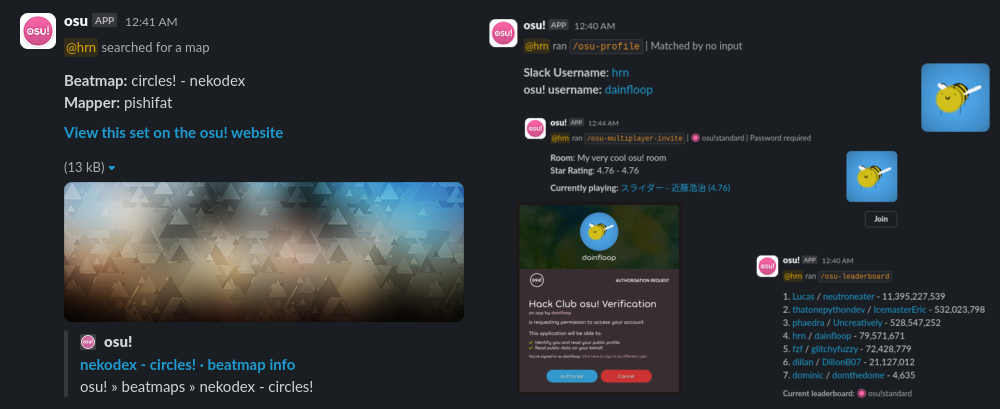 osu APP 12:41 AM
@hrn searched for a map
Beatmap: circles! - nekodex
Mapper: pishifat
View this set on the osu! website
(13 kB)
osu!
nekodex - circles! · beatmap info
osu! » beatmaps » nekodex - circles!
osu! APP 12:40 AM
@hrn ran /osu-profile | Matched by no input
Slack Username: hrn
osu! username: dainfloop
osu! APP 12:44 AM
@hrn ran /osu-multiplayer-invite | osu!standard | Password required
Room: My very cool osu! room
Star Rating: 4.76 - 4.76
Currently playing: スライダー - 近藤浩治 (4.76)
Join
dainfloop
osu! AUTHORISATION REQUEST
Hack Club osu! Verification
an app by dainfloop
is requesting permission to access your account.
This application will be able to:
Identify you and read your public profile
Read public data on your behalf
You're signed in as dainfloop. Click here to sign in as different user.
Authorise Cancel
osu! APP 12:40 AM
@hrn ran /osu-leaderboard
1. Lucas / neutroneater - 11,395,227,539
2. thatonepythondev / IcemasterEric - 532,023,798
3. phaedra / Uncreatively - 528,547,252
4. hrn / dainfloop - 79,571,671
5. fzf / glitchyfuzzy - 72,428,779
6. dillan / DillonB07 - 21,127,012
7. dominic / domthedome - 4,635
Current leaderboard: osu!standard